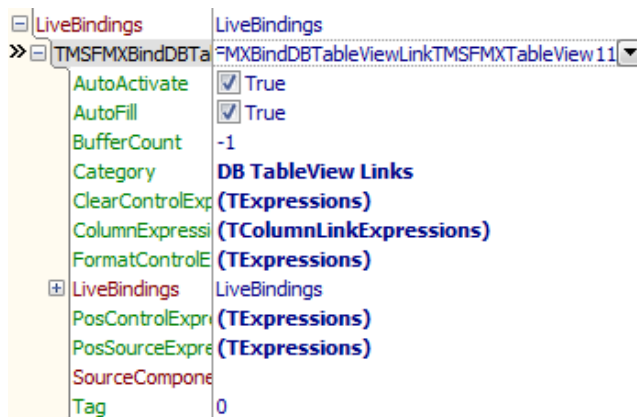 LiveBindings LiveBindings
TMSFMXBindDBTa FMXBindDBTableViewLinkTMSFMXTableView11
AutoActivate True
AutoFill True
BufferCount -1
Category DB TableView Links
ClearControlExp (TExpressions)
ColumnExpressi (TColumnLinkExpressions)
FormatControlE (TExpressions)
LiveBindings LiveBindings
PosControlExpre (TExpressions)
PosSourceExpre (TExpressions)
SourceCompone
Tag 0